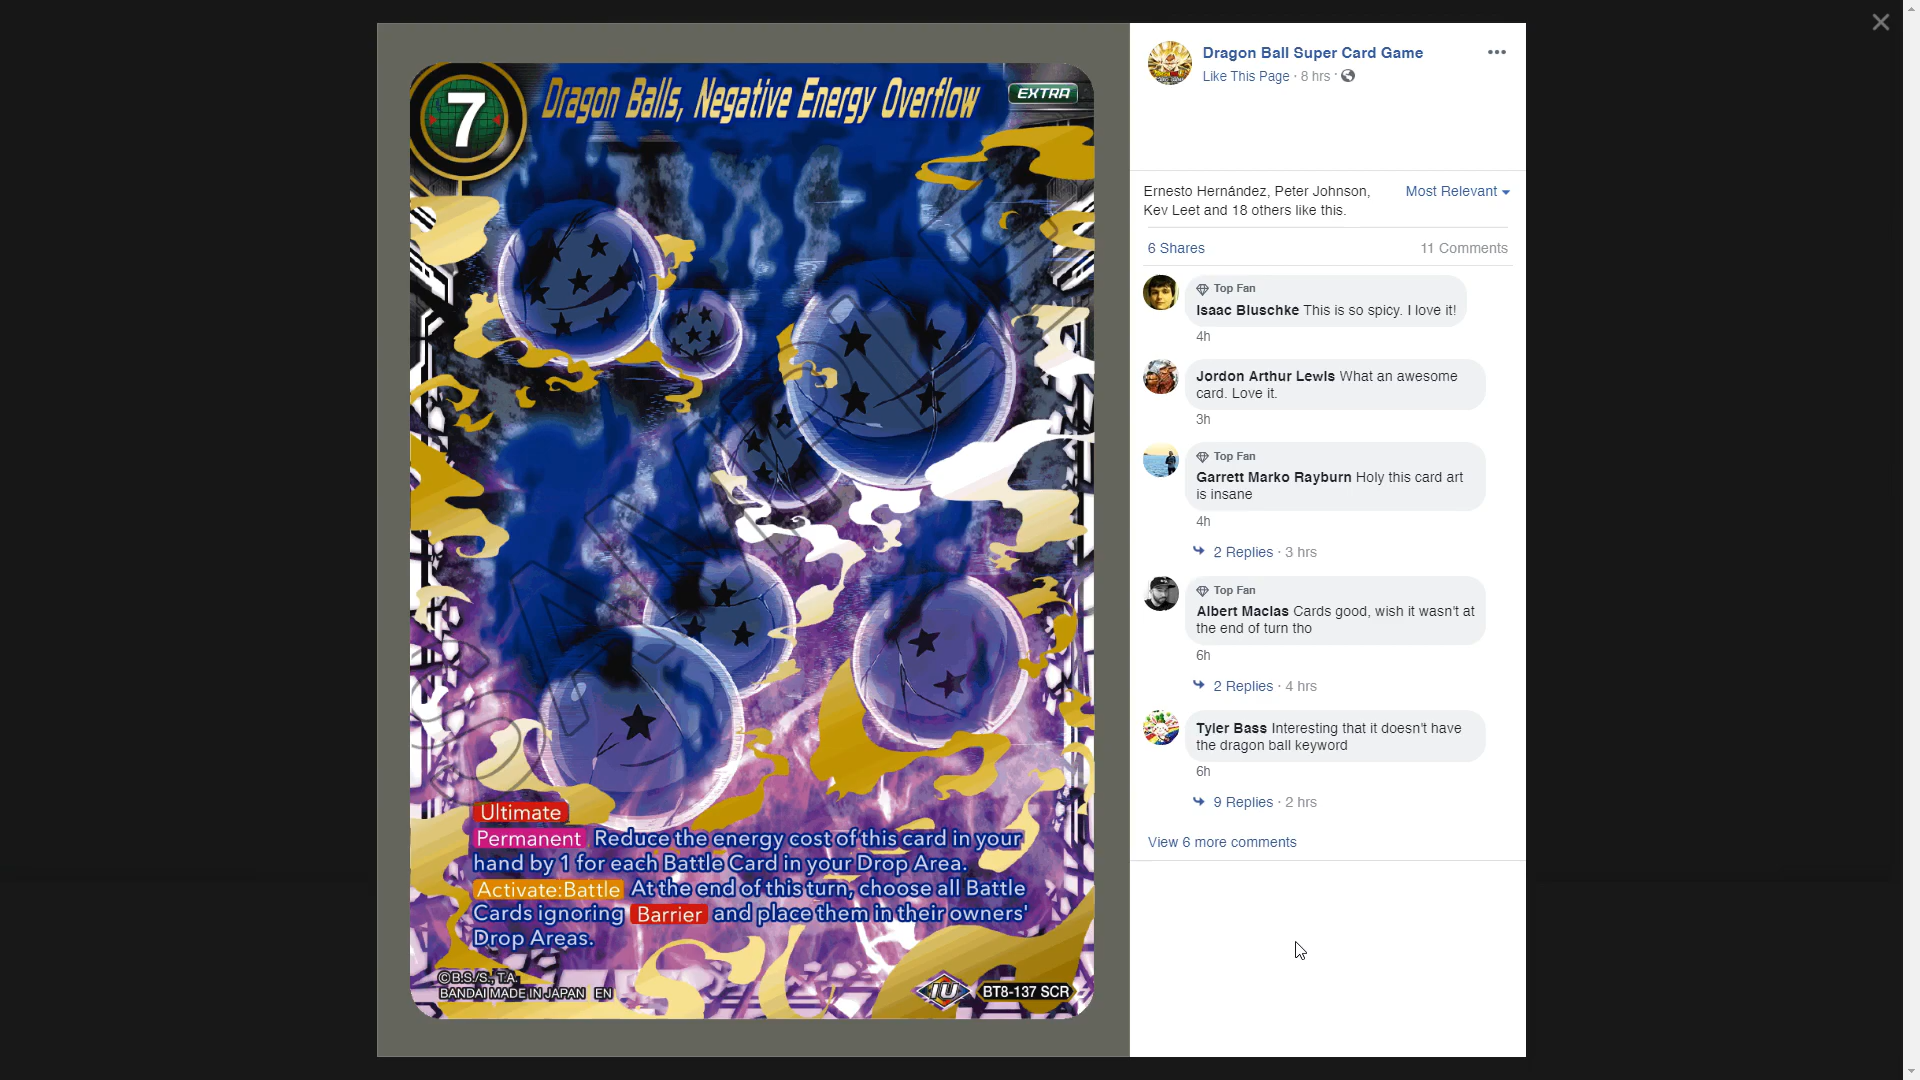 7
Dragon Balls, Negative Energy Overflow
EXTRA
SAMPLE
Ultimate
Permanent Reduce the energy cost of this card in your
hand by 1 for each Battle Card in your Drop Area.
Activate:Battle At the end of this turn, choose all Battle
Cards ignoring Barrier and place them in their owners'
Drop Areas.
©B.S./S., T.A.
BANDAI MADE IN JAPAN EN
IU
BT8-137 SCR
Dragon Ball Super Card Game
Like This Page · 8 hrs ·
Ernesto Hernández, Peter Johnson,
Kev Leet and 18 others like this.
Most Relevant
6 Shares
11 Comments
Top Fan
Isaac Bluschke This is so spicy. I love it!
4h
Jordon Arthur Lewis What an awesome
card. Love it.
3h
Top Fan
Garrett Marko Rayburn Holy this card art
is insane
4h
2 Replies · 3 hrs
Top Fan
Albert Macias Cards good, wish it wasn't at
the end of turn tho
6h
2 Replies · 4 hrs
Tyler Bass Interesting that it doesn't have
the dragon ball keyword
6h
9 Replies · 2 hrs
View 6 more comments